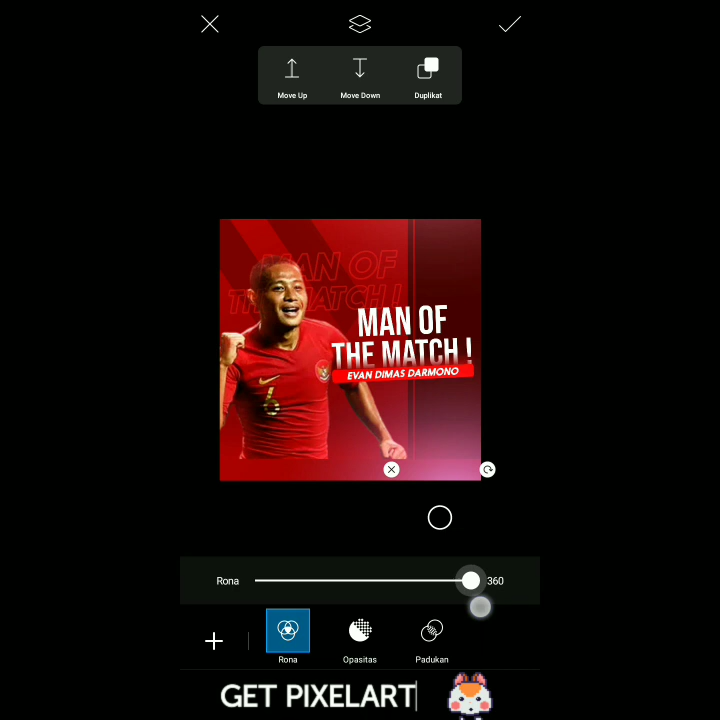 Move Up
Move Down
Duplikat
MAN OF
THE MATCH !
MAN OF
THE MATCH !
EVAN DIMAS DARMONO
6
Rona
360
Rona
Opasitas
Padukan
GET PIXELART